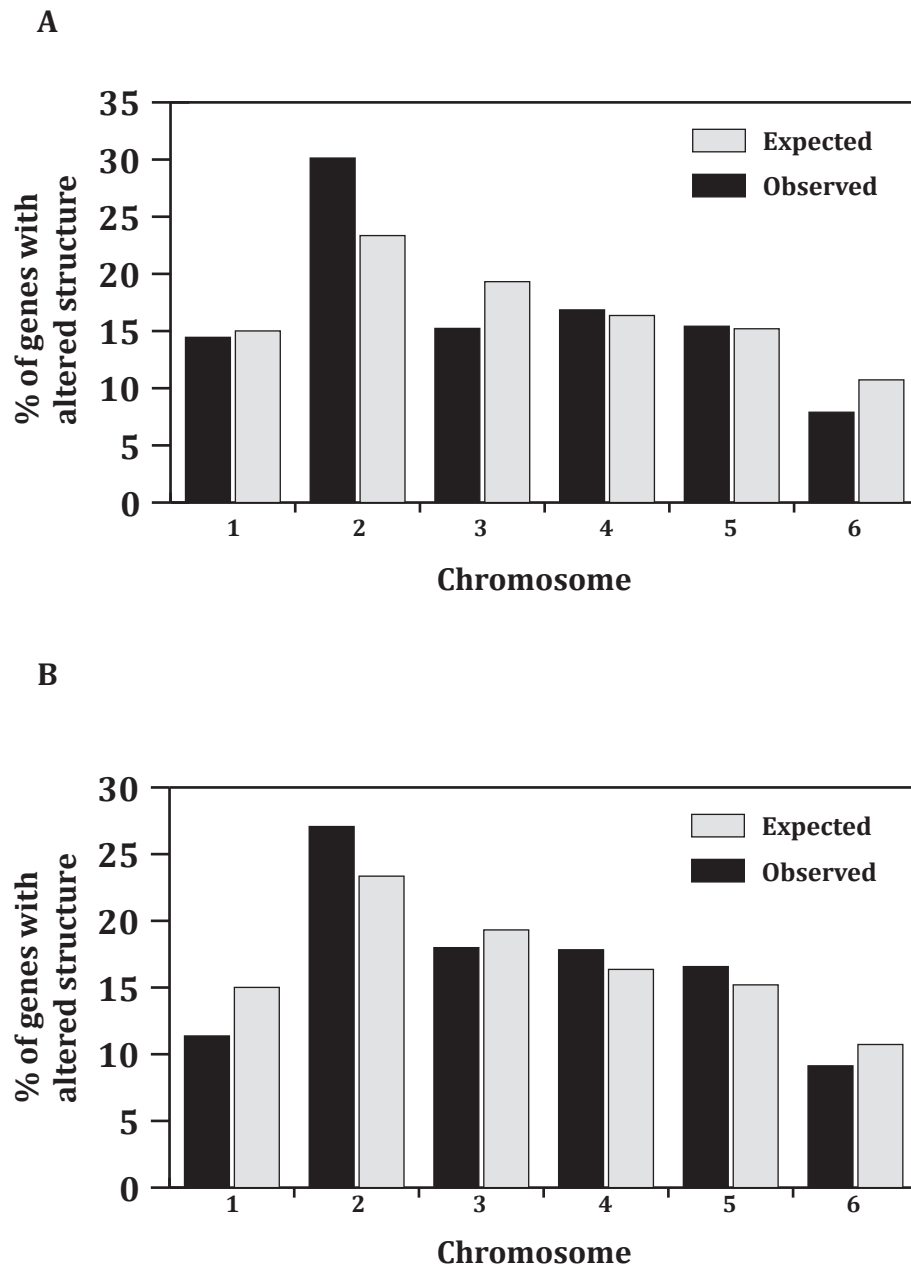 A
35
30
25
20
15
10
5
0
% of genes with
altered structure
Expected
Observed
1 2 3 4 5 6
Chromosome
B
30
25
20
15
10
5
0
% of genes with
altered structure
Expected
Observed
1 2 3 4 5 6
Chromosome